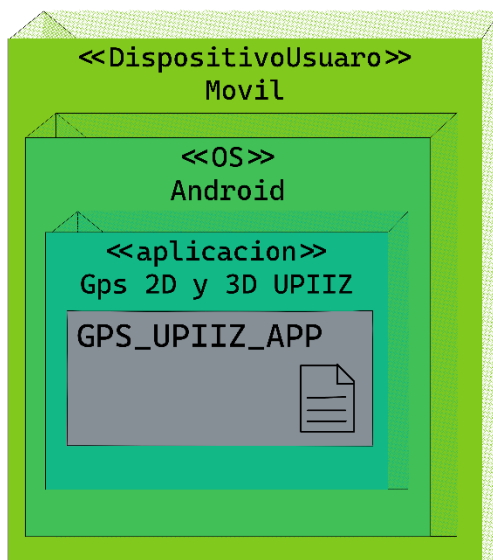 «DispositivoUsuaro»
Movil
«OS»
Android
«aplicacion»
Gps 2D y 3D UPIIZ
GPS_UPIIZ_APP